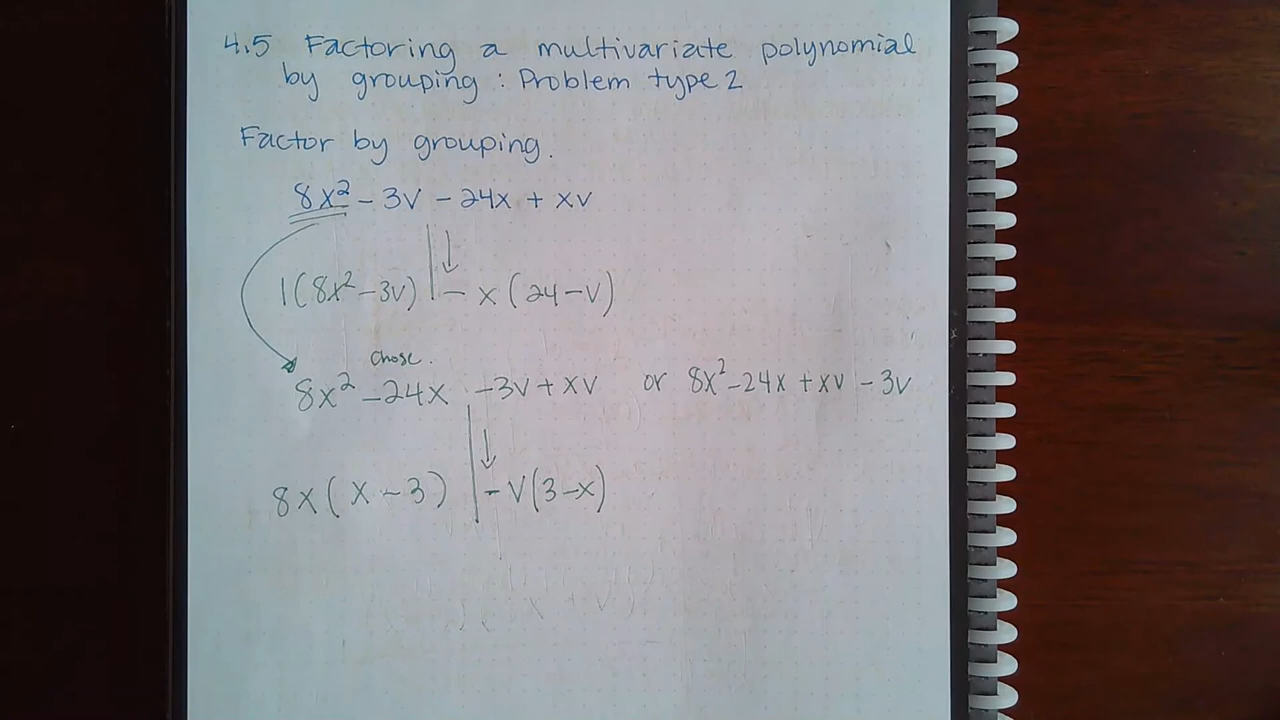 4.5 Factoring a multivariate polynomial
by grouping : Problem type 2
Factor by grouping.
8x² - 3v - 24x + xv
1(8x² - 3v) - x(24 - v)
chose.
8x² - 24x - 3v + xv or 8x² - 24x + xv - 3v
8x(x - 3) - v(3 - x)